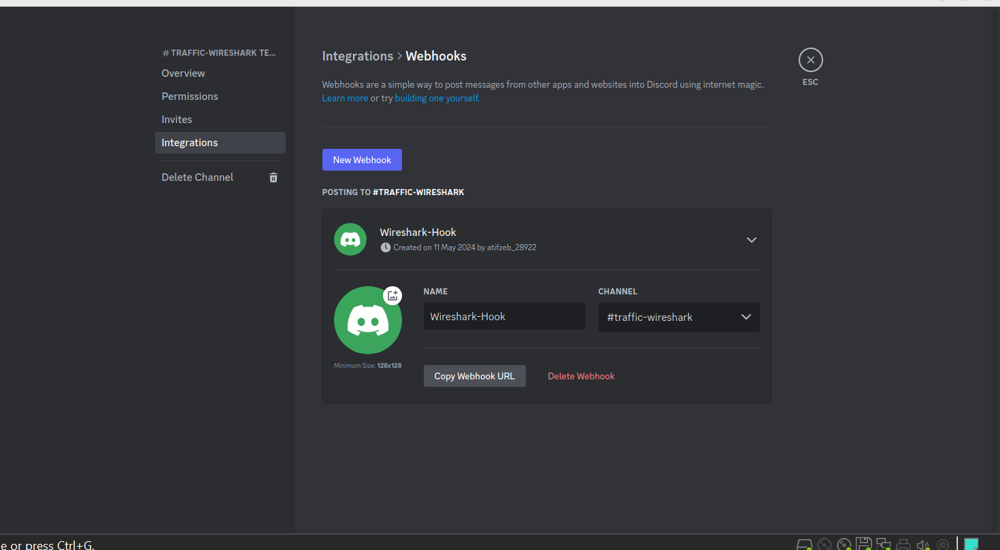 #TRAFFIC-WIRESHARK TE...
Overview
Permissions
Invites
Integrations
Delete Channel
Integrations > Webhooks
Webhooks are a simple way to post messages from other apps and websites into Discord using internet magic.
Learn more or try building one yourself.
ESC
New Webhook
POSTING TO #TRAFFIC-WIRESHARK
Wireshark-Hook
Created on 11 May 2024 by atifzeb_28922
NAME
CHANNEL
Wireshark-Hook
#traffic-wireshark
Minimum Size: 128x128
Copy Webhook URL
Delete Webhook
e or press Ctrl+G.